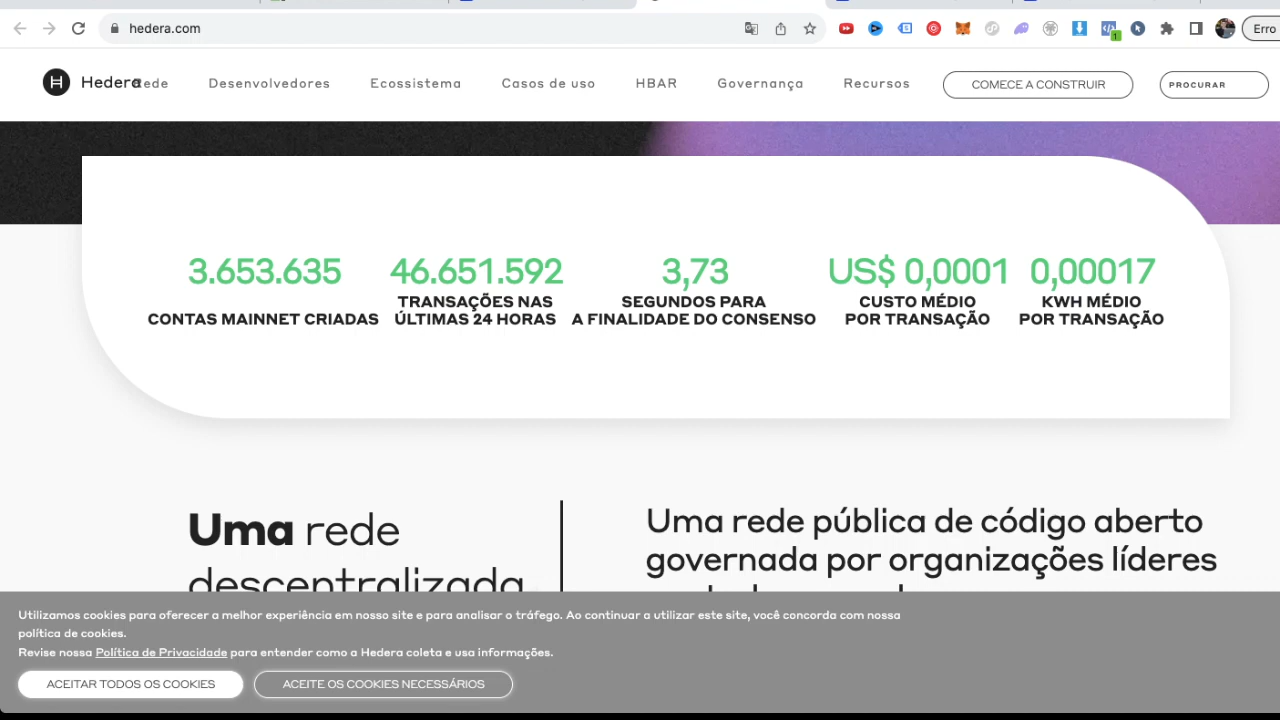 hedera.com
Erro
Hedera
Rede Desenvolvedores Ecossistema Casos de uso HBAR Governança Recursos COMECE A CONSTRUIR PROCURAR
3.653.635
CONTAS MAINNET CRIADAS
46.651.592
TRANSAÇÕES NAS
ÚLTIMAS 24 HORAS
3,73
SEGUNDOS PARA
A FINALIDADE DO CONSENSO
US$ 0,0001
CUSTO MÉDIO
POR TRANSAÇÃO
0,00017
KWH MÉDIO
POR TRANSAÇÃO
Uma rede
descentralizada
Uma rede pública de código aberto
governada por organizações líderes
Utilizamos cookies para oferecer a melhor experiência em nosso site e para analisar o tráfego. Ao continuar a utilizar este site, você concorda com nossa
política de cookies.
Revise nossa Política de Privacidade para entender como a Hedera coleta e usa informações.
ACEITAR TODOS OS COOKIES ACEITE OS COOKIES NECESSÁRIOS